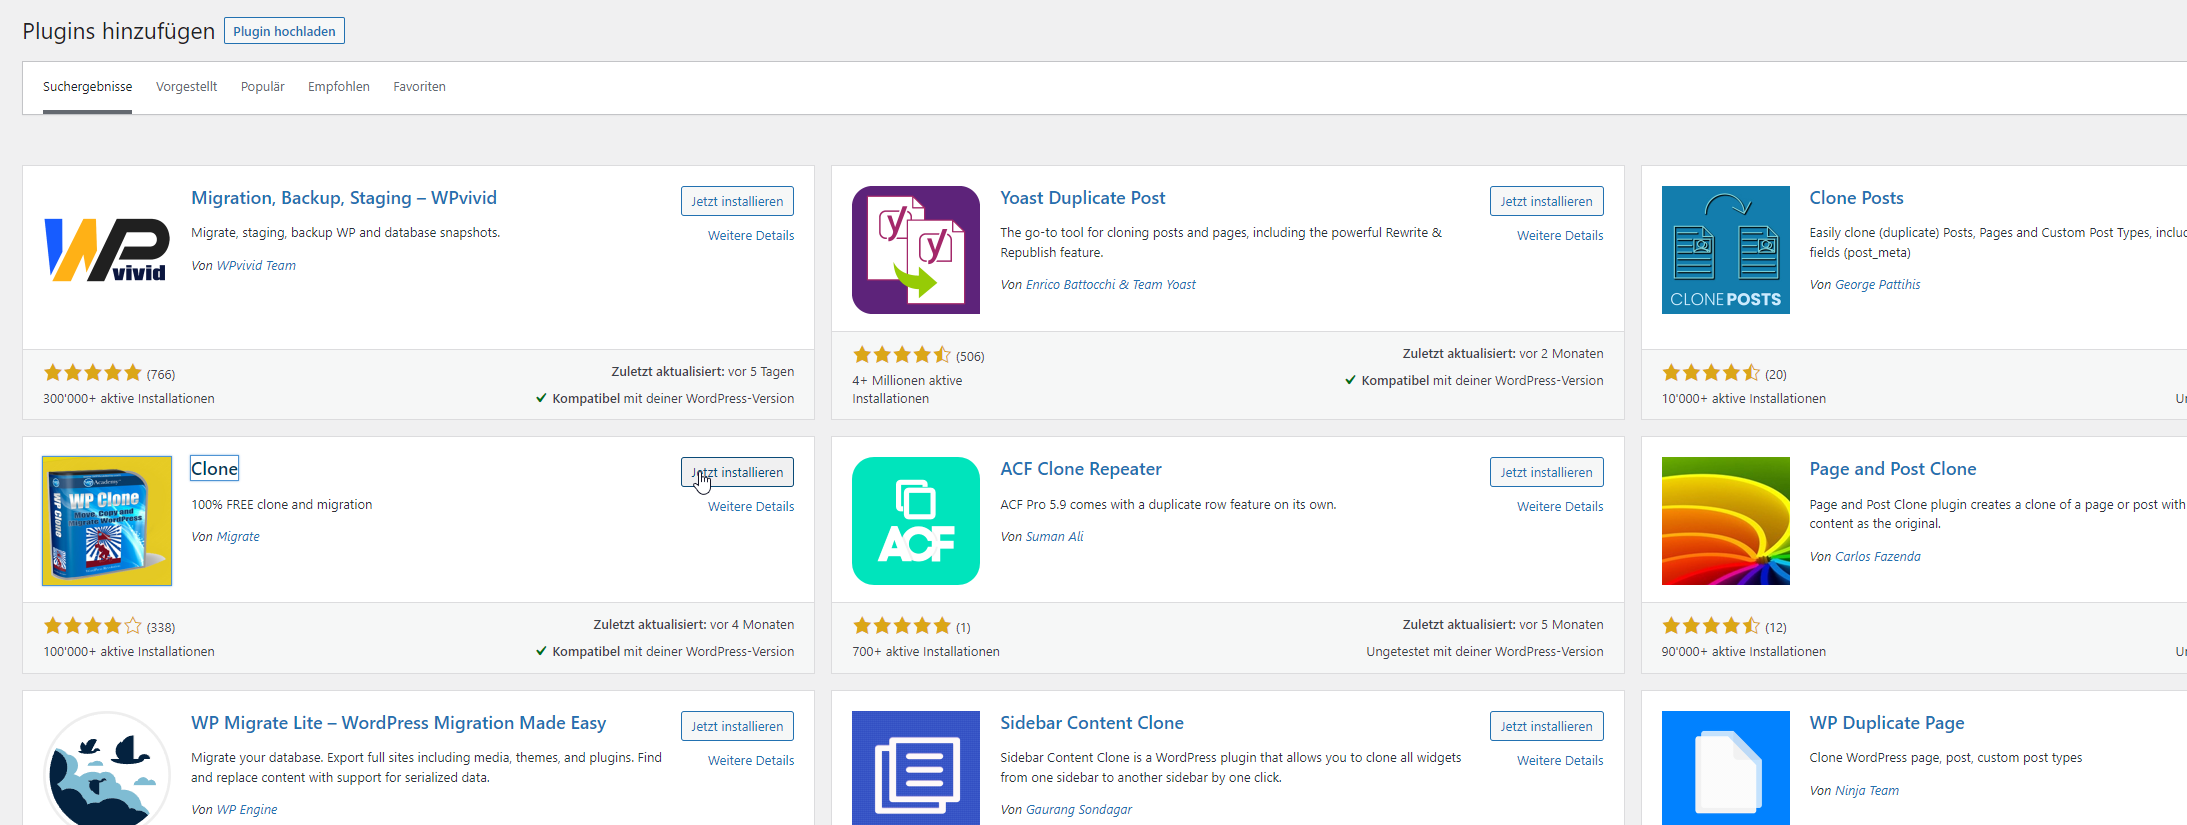 Plugins hinzufügen
Plugin hochladen
Suchergebnisse
Vorgestellt
Populär
Empfohlen
Favoriten
WP
vivid
Migration, Backup, Staging – WPvivid
Jetzt installieren
Migrate, staging, backup WP and database snapshots.
Weitere Details
Von WPvivid Team
(766)
Zuletzt aktualisiert: vor 5 Tagen
300'000+ aktive Installationen
Kompatibel mit deiner WordPress-Version
y
y
Yoast Duplicate Post
Jetzt installieren
The go-to tool for cloning posts and pages, including the powerful Rewrite &
Republish feature.
Weitere Details
Von Enrico Battocchi & Team Yoast
(506)
Zuletzt aktualisiert: vor 2 Monaten
4+ Millionen aktive
Installationen
Kompatibel mit deiner WordPress-Version
CLONE POSTS
Clone Posts
Easily clone (duplicate) Posts, Pages and Custom Post Types,
fields (post_meta)
Von George Pattihis
(20)
10'000+ aktive Installationen
WP Clone
Move, Copy and
Migrate WordPress
WP Clone
Clone
Jetzt installieren
100% FREE clone and migration
Weitere Details
Von Migrate
(338)
Zuletzt aktualisiert: vor 4 Monaten
100'000+ aktive Installationen
Kompatibel mit deiner WordPress-Version
ACF
ACF Clone Repeater
Jetzt installieren
ACF Pro 5.9 comes with a duplicate row feature on its own.
Weitere Details
Von Suman Ali
(1)
Zuletzt aktualisiert: vor 5 Monaten
700+ aktive Installationen
Ungetestet mit deiner WordPress-Version
Page and Post Clone
Page and Post Clone plugin creates a clone of a page or post with
content as the original.
Von Carlos Fazenda
(12)
90'000+ aktive Installationen
WP Migrate Lite – WordPress Migration Made Easy
Jetzt installieren
Migrate your database. Export full sites including media, themes, and plugins. Find
and replace content with support for serialized data.
Weitere Details
Von WP Engine
Sidebar Content Clone
Jetzt installieren
Sidebar Content Clone is a WordPress plugin that allows you to clone all widgets
from one sidebar to another sidebar by one click.
Weitere Details
Von Gaurang Sondagar
WP Duplicate Page
Clone WordPress page, post, custom post types
Von Ninja Team